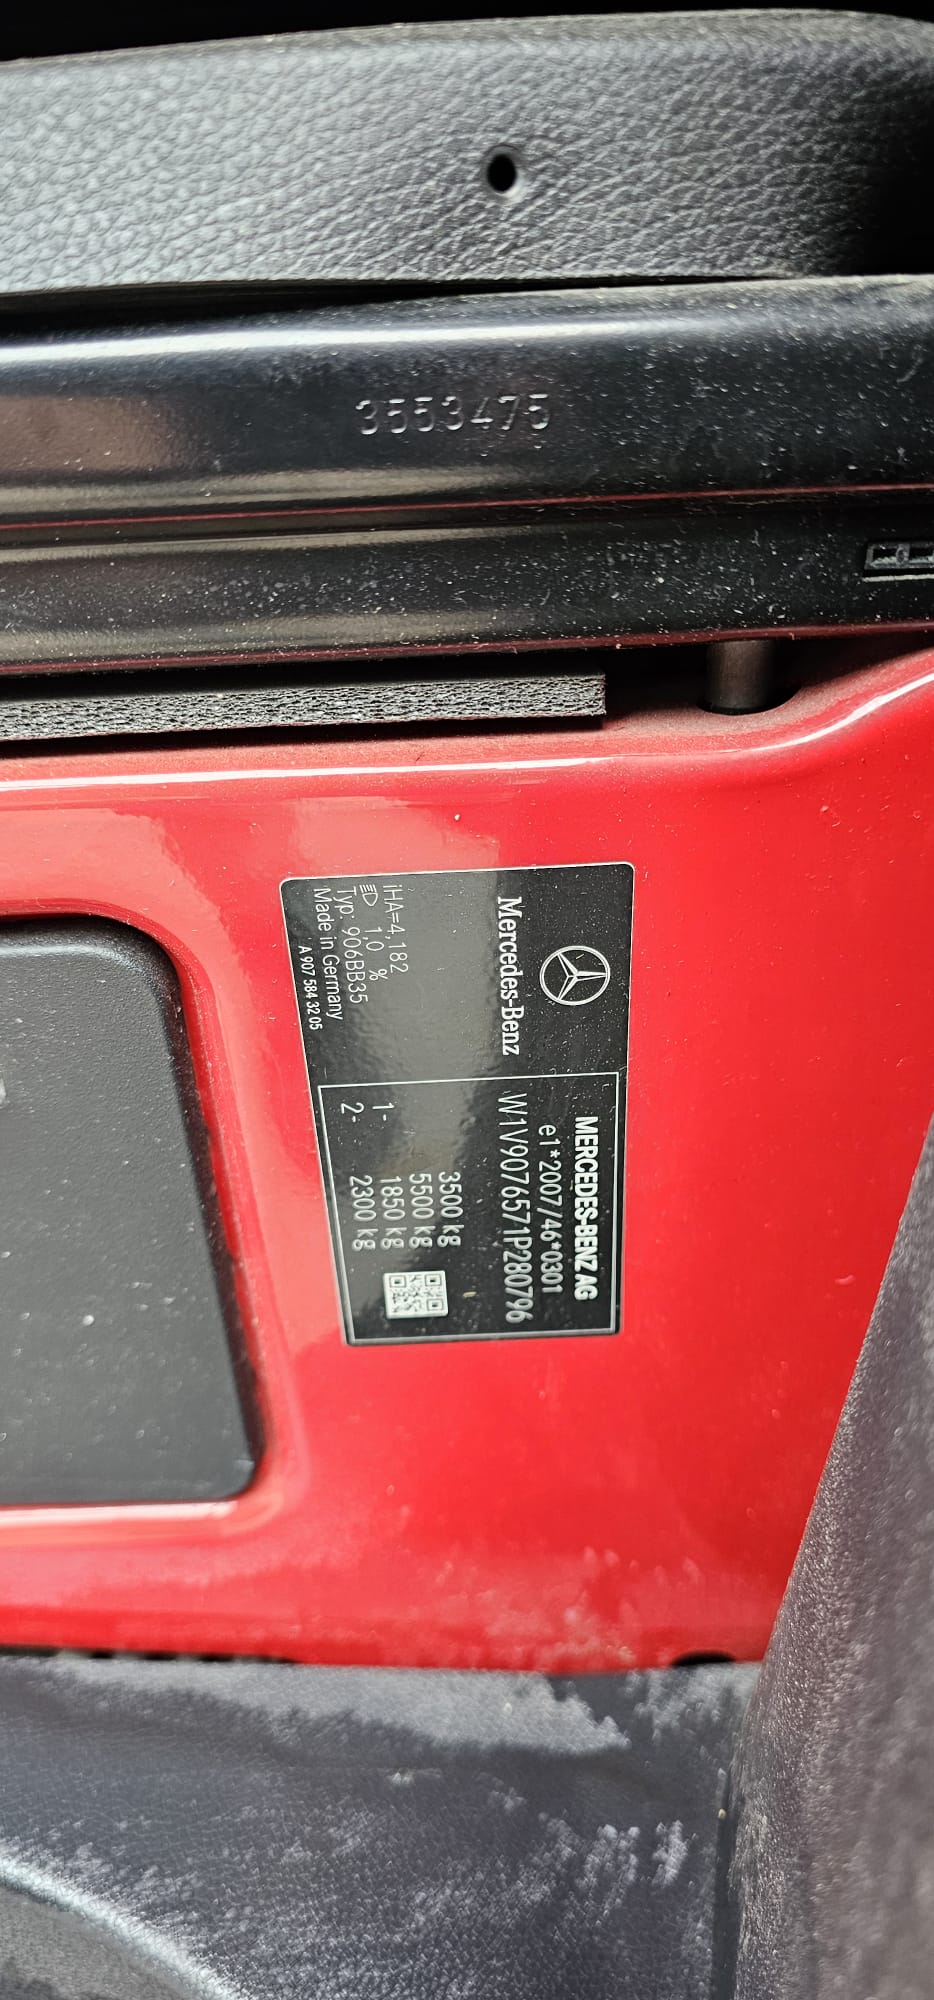 3553475
Mercedes-Benz
iHA=4,182
1,0 %
Typ: 906BB35
Made in Germany
A 907 584 32 05
MERCEDES-BENZ AG
e1*2007/46*0301
W1V9076571P280796
3500 kg
5500 kg
1- 1850 kg
2- 2300 kg